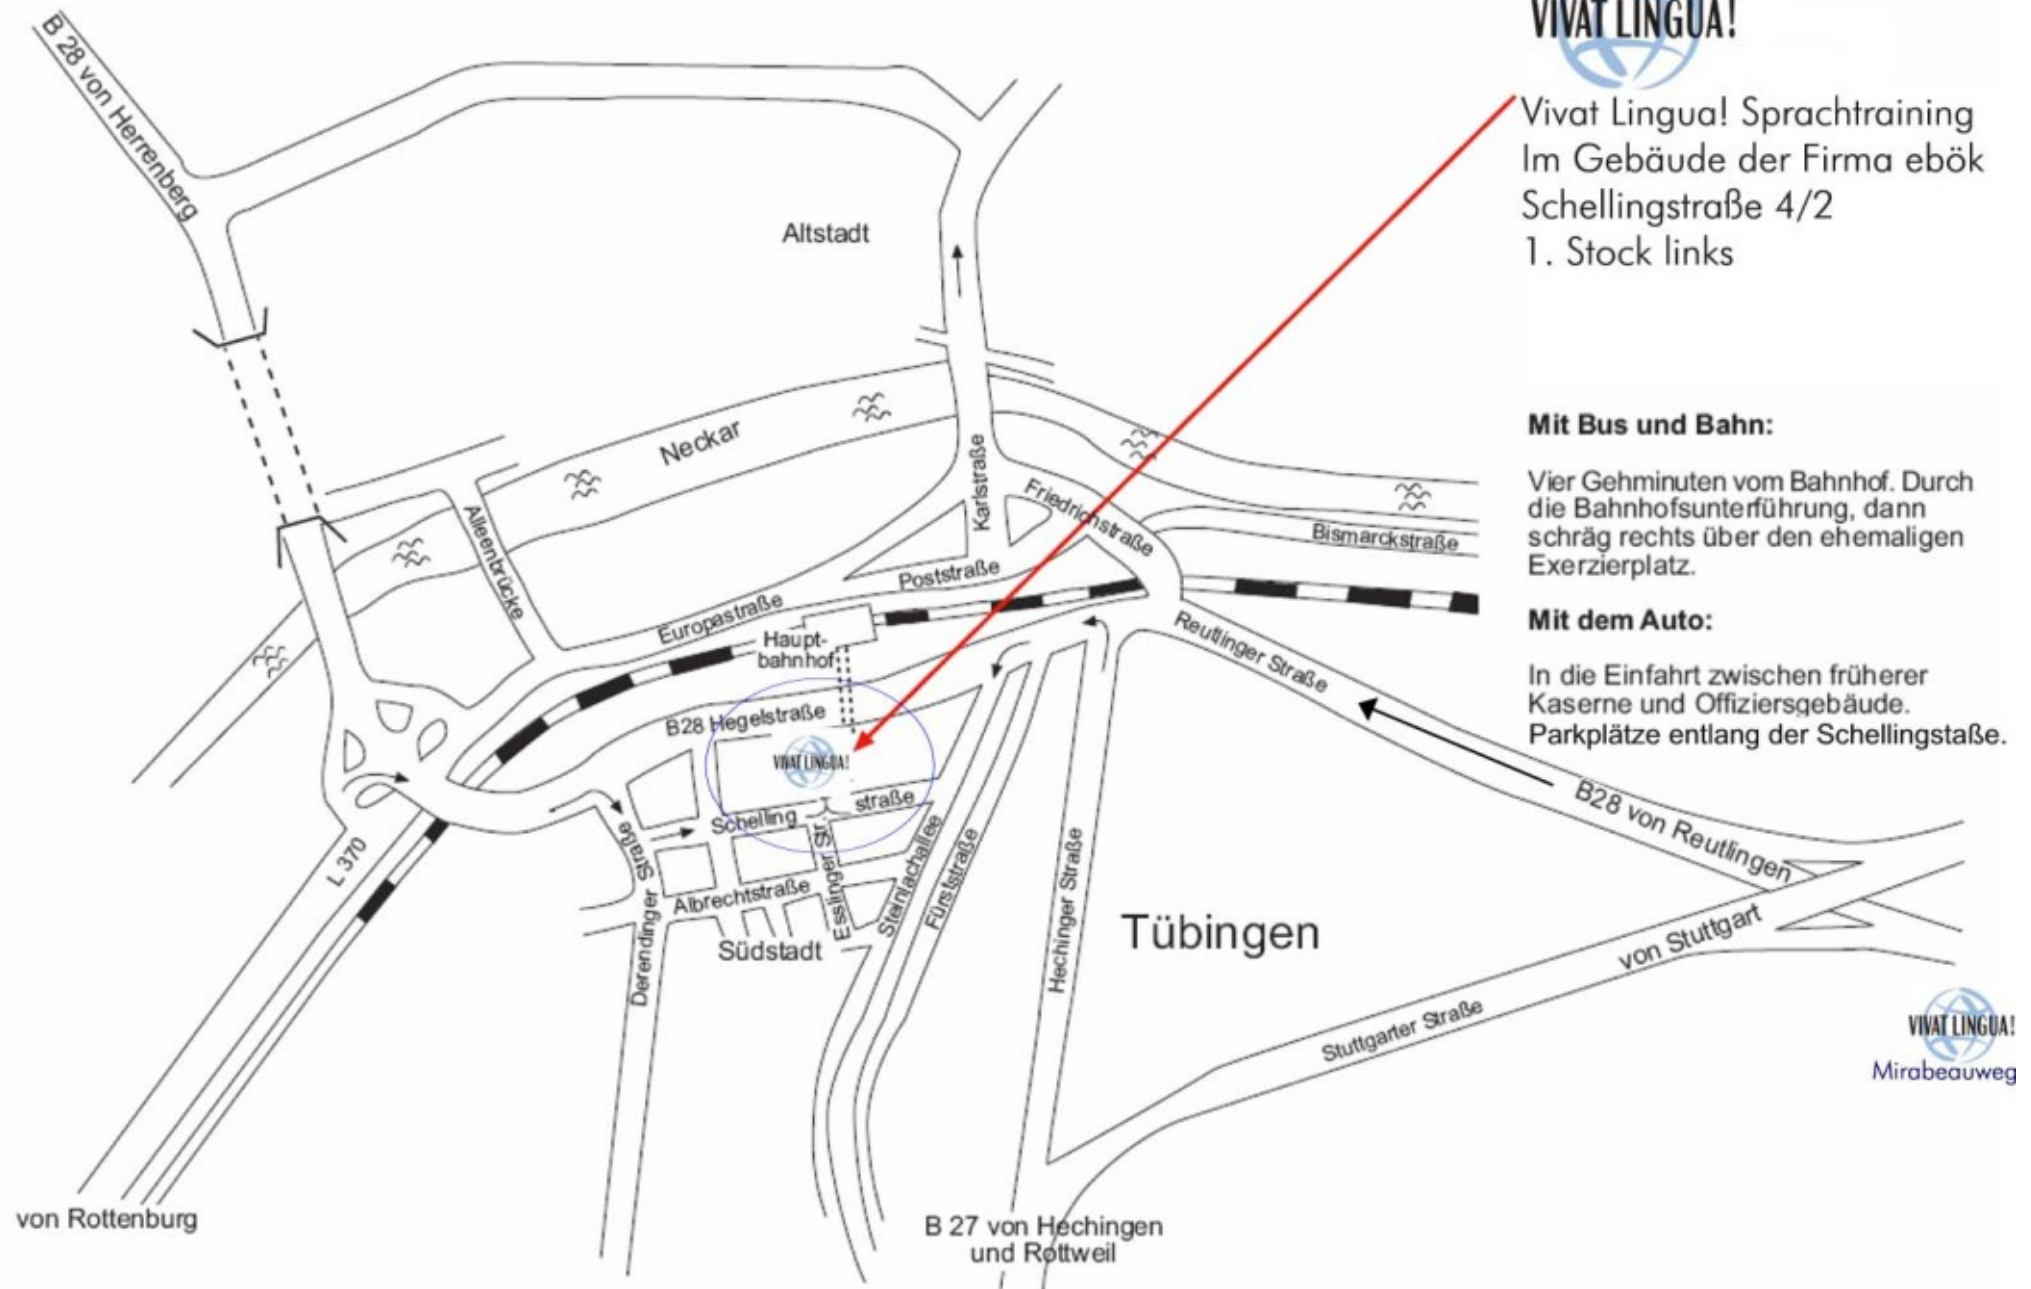 VIVAT LINGUA!
Vivat Lingua! Sprachtraining
Im Gebäude der Firma ebök
Schellingstraße 4/2
1. Stock links
Mit Bus und Bahn:
Vier Gehminuten vom Bahnhof. Durch
die Bahnhofsunterführung, dann
schräg rechts über den ehemaligen
Exerzierplatz.
Mit dem Auto:
In die Einfahrt zwischen früherer
Kaserne und Offiziersgebäude.
Parkplätze entlang der Schellingstaße.
B 28 von Herrenberg
Altstadt
Neckar
Karlstraße
Friedrichstraße
Bismarckstraße
Alleenbrücke
Poststraße
Europastraße
Haupt-
bahnhof
Reutlinger Straße
B28 Hegelstraße
VIVAT LINGUA!
Schelling
straße
B28 von Reutlingen
L 370
Derendinger Straße
Albrechtstraße
Esslinger Str.
Steinlachallee
Fürststraße
Hechinger Straße
Südstadt
Tübingen
von Stuttgart
Stuttgarter Straße
VIVAT LINGUA!
Mirabeauweg
von Rottenburg
B 27 von Hechingen
und Rottweil